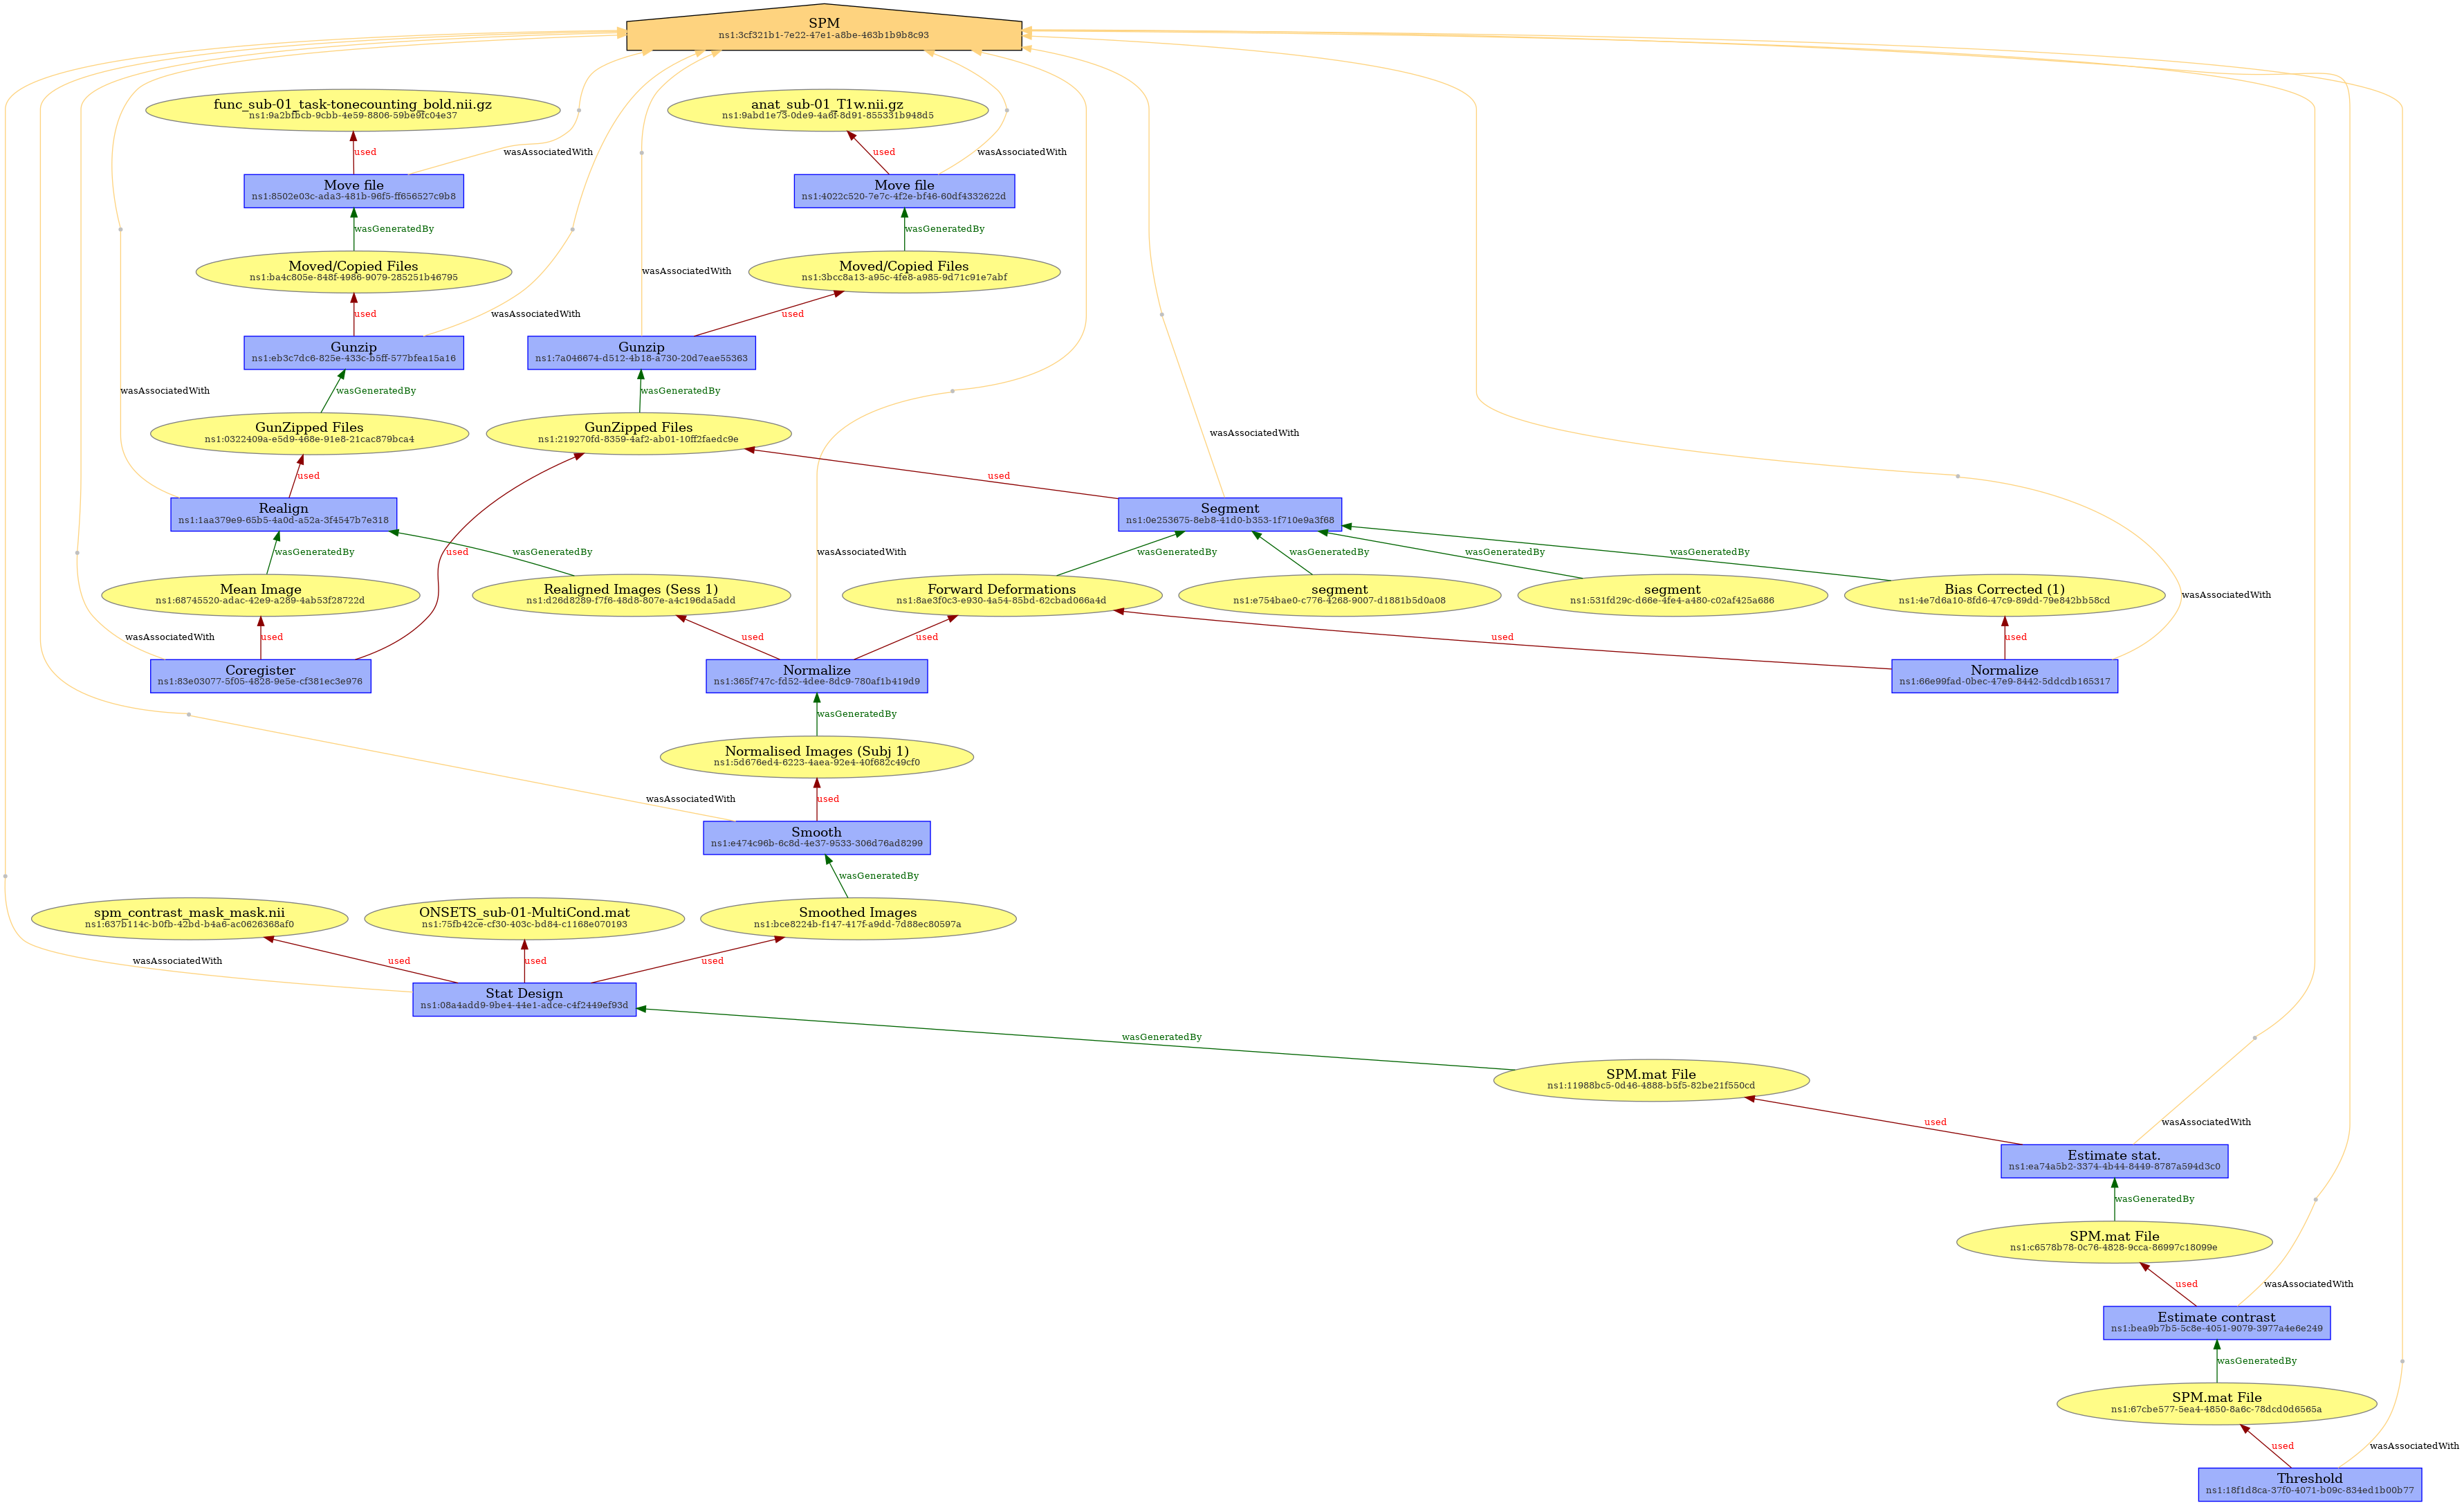 SPM
ns1:3cf321b1-7e22-47e1-a8be-463b1b9b8c93
func_sub-01_task-tonecounting_bold.nii.gz
ns1:9a2bfbcb-9cbb-4e59-8806-59be9fc04e37
anat_sub-01_T1w.nii.gz
ns1:9abd1e73-0de9-4a6f-8d91-855331b948d5
used
wasAssociatedWith
used
wasAssociatedWith
Move file
ns1:8502e03c-ada3-481b-96f5-ff656527c9b8
Move file
ns1:4022c520-7e7c-4f2e-bf46-60df4332622d
wasGeneratedBy
wasGeneratedBy
Moved/Copied Files
ns1:ba4c805e-848f-4986-9079-285251b46795
wasAssociatedWith
Moved/Copied Files
ns1:3bcc8a13-a95c-4fe8-a985-9d71c91e7abf
used
wasAssociatedWith
used
Gunzip
ns1:eb3c7dc6-825e-433c-b5ff-577bfea15a16
Gunzip
ns1:7a046674-d512-4b18-a730-20d7eae55363
wasAssociatedWith
wasGeneratedBy
wasGeneratedBy
GunZipped Files
ns1:0322409a-e5d9-468e-91e8-21cac879bca4
GunZipped Files
ns1:219270fd-8359-4af2-ab01-10ff2faedc9e
wasAssociatedWith
used
used
Realign
ns1:1aa379e9-65b5-4a0d-a52a-3f4547b7e318
Segment
ns1:0e253675-8eb8-41d0-b353-1f710e9a3f68
wasGeneratedBy
used
wasGeneratedBy
wasAssociatedWith
wasGeneratedBy
wasGeneratedBy
wasGeneratedBy
wasGeneratedBy
Mean Image
ns1:68745520-adac-42e9-a289-4ab53f28722d
Realigned Images (Sess 1)
ns1:d26d8289-f7f6-48d8-807e-a4c196da5add
Forward Deformations
ns1:8ae3f0c3-e930-4a54-85bd-62cbad066a4d
segment
ns1:e754bae0-c776-4268-9007-d1881b5d0a08
segment
ns1:531fd29c-d66e-4fe4-a480-c02af425a686
Bias Corrected (1)
ns1:4e7d6a10-8fd6-47c9-89dd-79e842bb58cd
wasAssociatedWith
wasAssociatedWith
used
used
used
used
used
Coregister
ns1:83e03077-5f05-4828-9e5e-cf381ec3e976
Normalize
ns1:365f747c-fd52-4dee-8dc9-780af1b419d9
Normalize
ns1:66e99fad-0bec-47e9-8442-5ddcdb165317
wasGeneratedBy
Normalised Images (Subj 1)
ns1:5d676ed4-6223-4aea-92e4-40f682c49cf0
wasAssociatedWith
used
Smooth
ns1:e474c96b-6c8d-4e37-9533-306d76ad8299
wasGeneratedBy
spm_contrast_mask_mask.nii
ns1:637b114c-b0fb-42bd-b4a6-ac0626368af0
ONSETS_sub-01-MultiCond.mat
ns1:75fb42ce-cf30-403c-bd84-c1168e070193
Smoothed Images
ns1:bce8224b-f147-417f-a9dd-7d88ec80597a
wasAssociatedWith
used
used
used
Stat Design
ns1:08a4add9-9be4-44e1-adce-c4f2449ef93d
wasGeneratedBy
SPM.mat File
ns1:11988bc5-0d46-4888-b5f5-82be21f550cd
used
wasAssociatedWith
Estimate stat.
ns1:ea74a5b2-3374-4b44-8449-8787a594d3c0
wasGeneratedBy
SPM.mat File
ns1:c6578b78-0c76-4828-9cca-86997c18099e
used
wasAssociatedWith
Estimate contrast
ns1:bea9b7b5-5c8e-4051-9079-3977a4e6e249
wasGeneratedBy
SPM.mat File
ns1:67cbe577-5ea4-4850-8a6c-78dcd0d6565a
used
wasAssociatedWith
Threshold
ns1:18f1d8ca-37f0-4071-b09c-834ed1b00b77